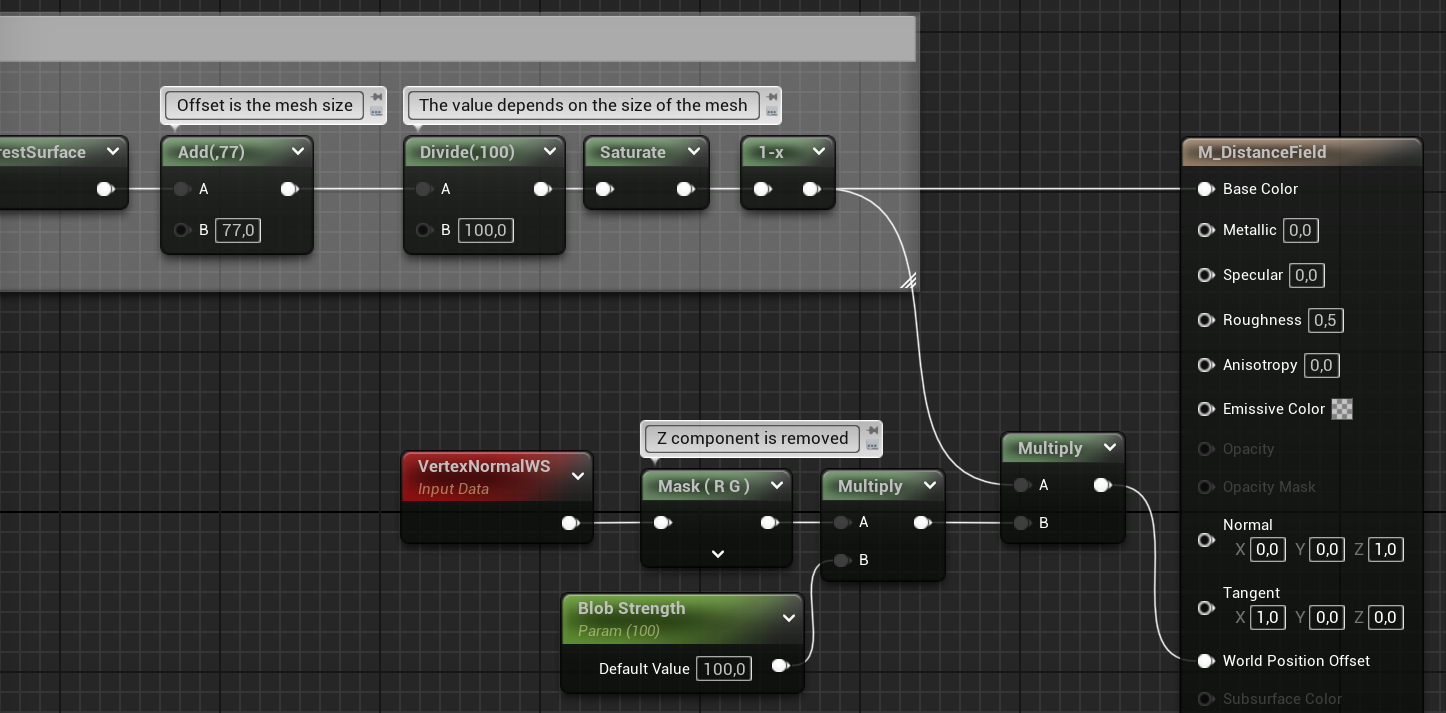 Offset is the mesh size
The value depends on the size of the mesh
restSurface
Add(,77)
A
B 77,0
Divide(,100)
A
B 100,0
Saturate
1-x
M_DistanceField
Base Color
Metallic 0,0
Specular 0,0
Roughness 0,5
Anisotropy 0,0
Emissive Color
Opacity
Opacity Mask
Normal
X 0,0 Y 0,0 Z 1,0
Tangent
X 1,0 Y 0,0 Z 0,0
World Position Offset
Subsurface Color
Z component is removed
VertexNormalWS
Input Data
Mask ( R G )
Multiply
A
B
Multiply
A
B
Blob Strength
Param (100)
Default Value 100,0